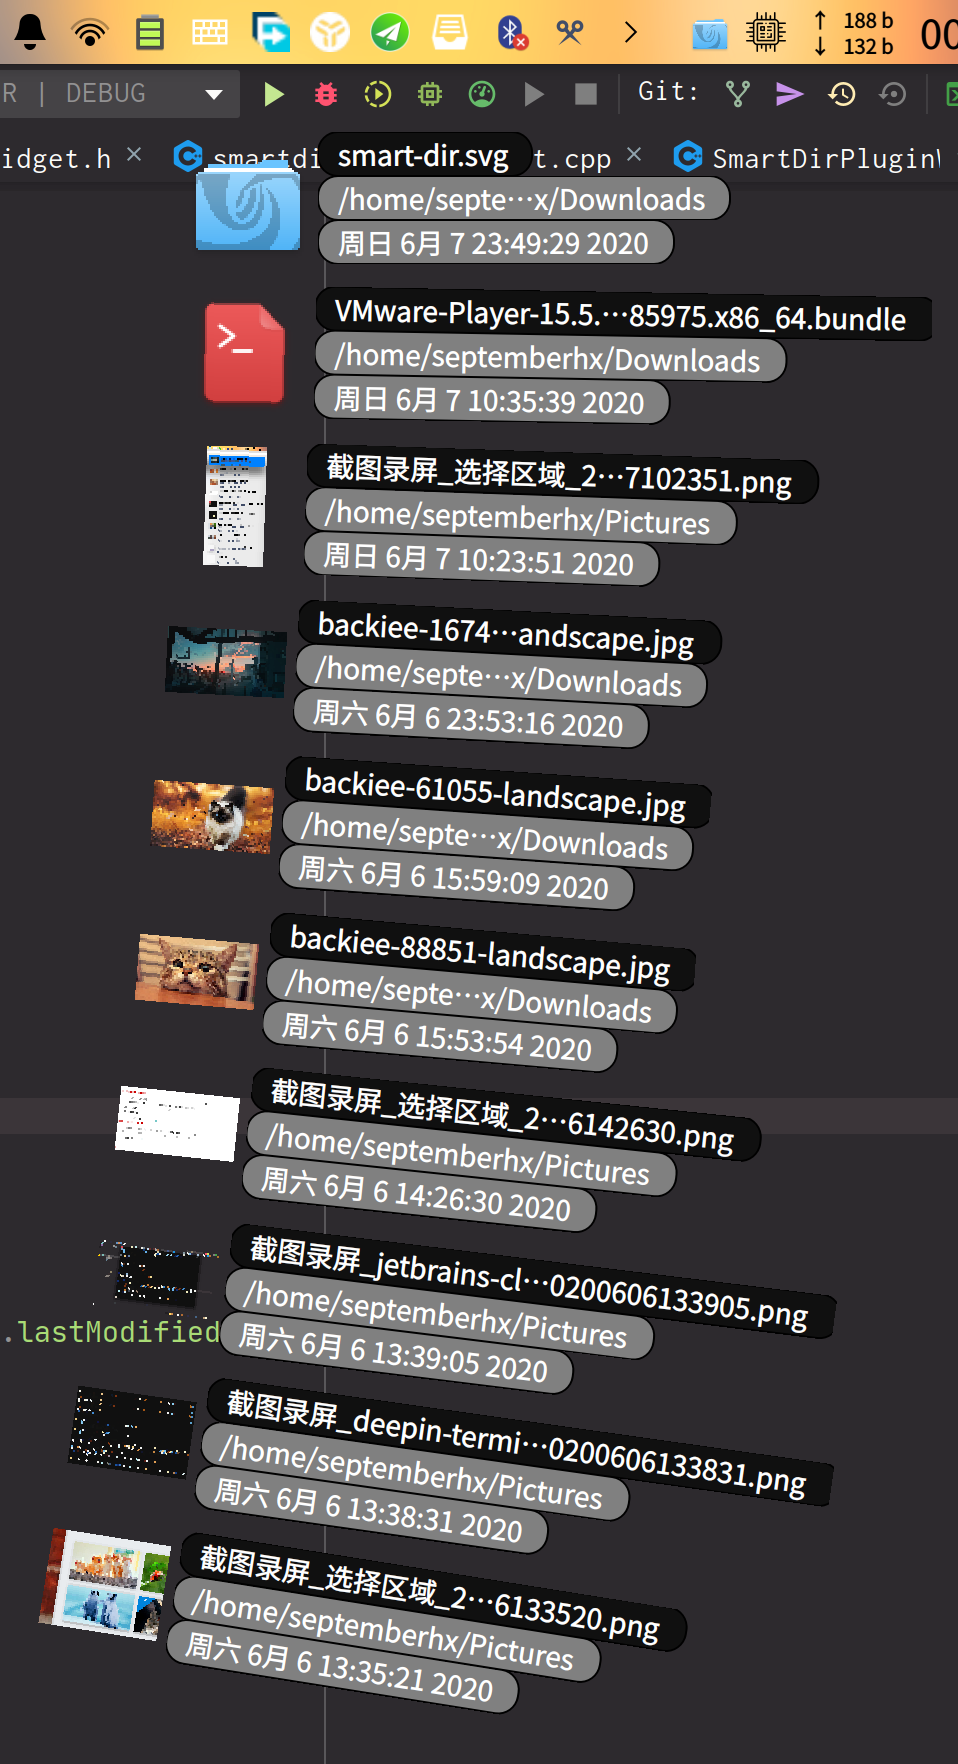 188 b
132 b
00
R | DEBUG
Git:
idget.h
smartdi
t.cpp
SmartDirPlugin
smart-dir.svg
/home/septe···x/Downloads
周日 6月 7 23:49:29 2020
VMware-Player-15.5.···85975.x86_64.bundle
/home/septemberhx/Downloads
周日 6月 7 10:35:39 2020
截图录屏_选择区域_2···7102351.png
/home/septemberhx/Pictures
周日 6月 7 10:23:51 2020
backiee-1674···andscape.jpg
/home/septe···x/Downloads
周六 6月 6 23:53:16 2020
backiee-61055-landscape.jpg
/home/septe···x/Downloads
周六 6月 6 15:59:09 2020
backiee-88851-landscape.jpg
/home/septe···x/Downloads
周六 6月 6 15:53:54 2020
截图录屏_选择区域_2···6142630.png
/home/septemberhx/Pictures
周六 6月 6 14:26:30 2020
截图录屏_jetbrains-cl···0200606133905.png
/home/septemberhx/Pictures
.lastModified
周六 6月 6 13:39:05 2020
截图录屏_deepin-termi···0200606133831.png
/home/septemberhx/Pictures
周六 6月 6 13:38:31 2020
截图录屏_选择区域_2···6133520.png
/home/septemberhx/Pictures
周六 6月 6 13:35:21 2020